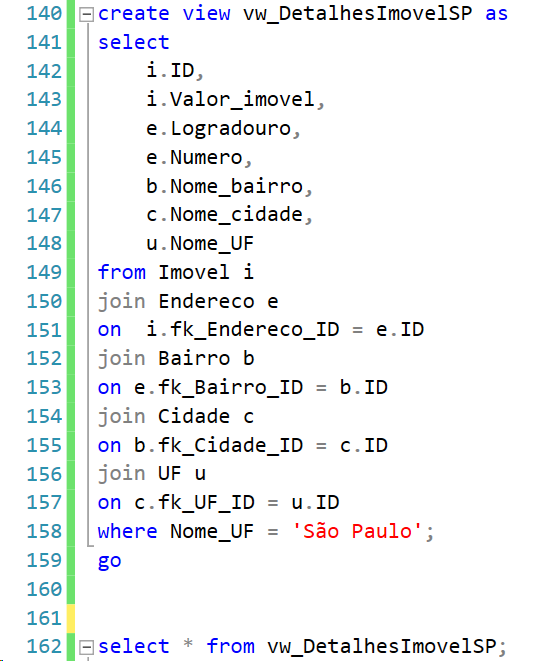 140 create view vw_DetalhesImovelSP as
141 select
142     i.ID,
143     i.Valor_imovel,
144     e.Logradouro,
145     e.Numero,
146     b.Nome_bairro,
147     c.Nome_cidade,
148     u.Nome_UF
149 from Imovel i
150 join Endereco e
151 on  i.fk_Endereco_ID = e.ID
152 join Bairro b
153 on e.fk_Bairro_ID = b.ID
154 join Cidade c
155 on b.fk_Cidade_ID = c.ID
156 join UF u
157 on c.fk_UF_ID = u.ID
158 where Nome_UF = 'São Paulo';
159 go
160
161
162 select * from vw_DetalhesImovelSP;